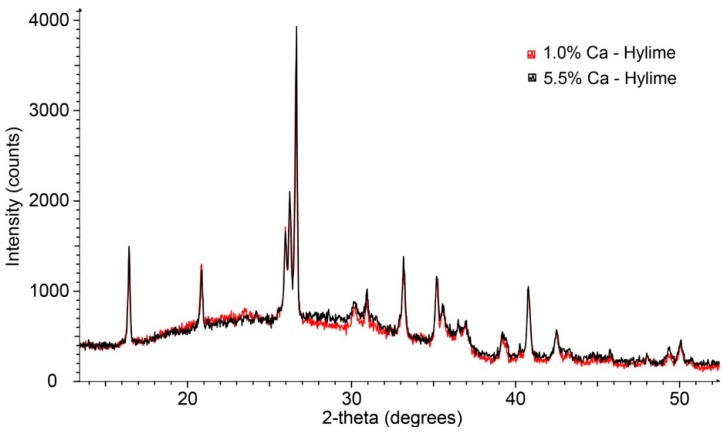 4000
3000
2000
1000
0
Intensity (counts)
1.0% Ca - Hylime
5.5% Ca - Hylime
20
30
40
50
2-theta (degrees)